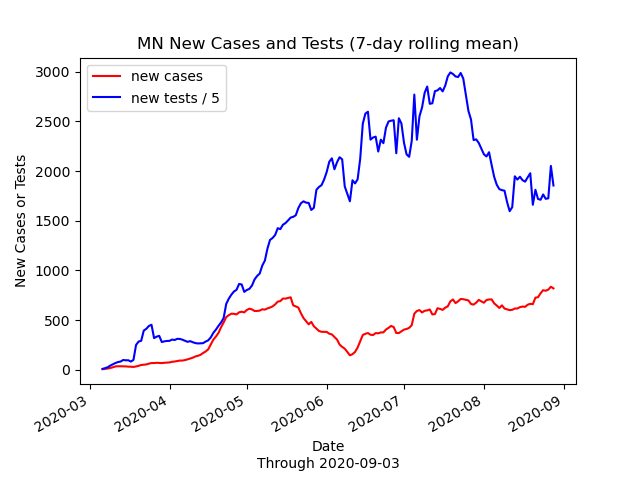 MN New Cases and Tests (7-day rolling mean)
new cases
new tests / 5
New Cases or Tests
3000
2500
2000
1500
1000
500
0
2020-03
2020-04
2020-05
2020-06
2020-07
2020-08
2020-09
Date
Through 2020-09-03